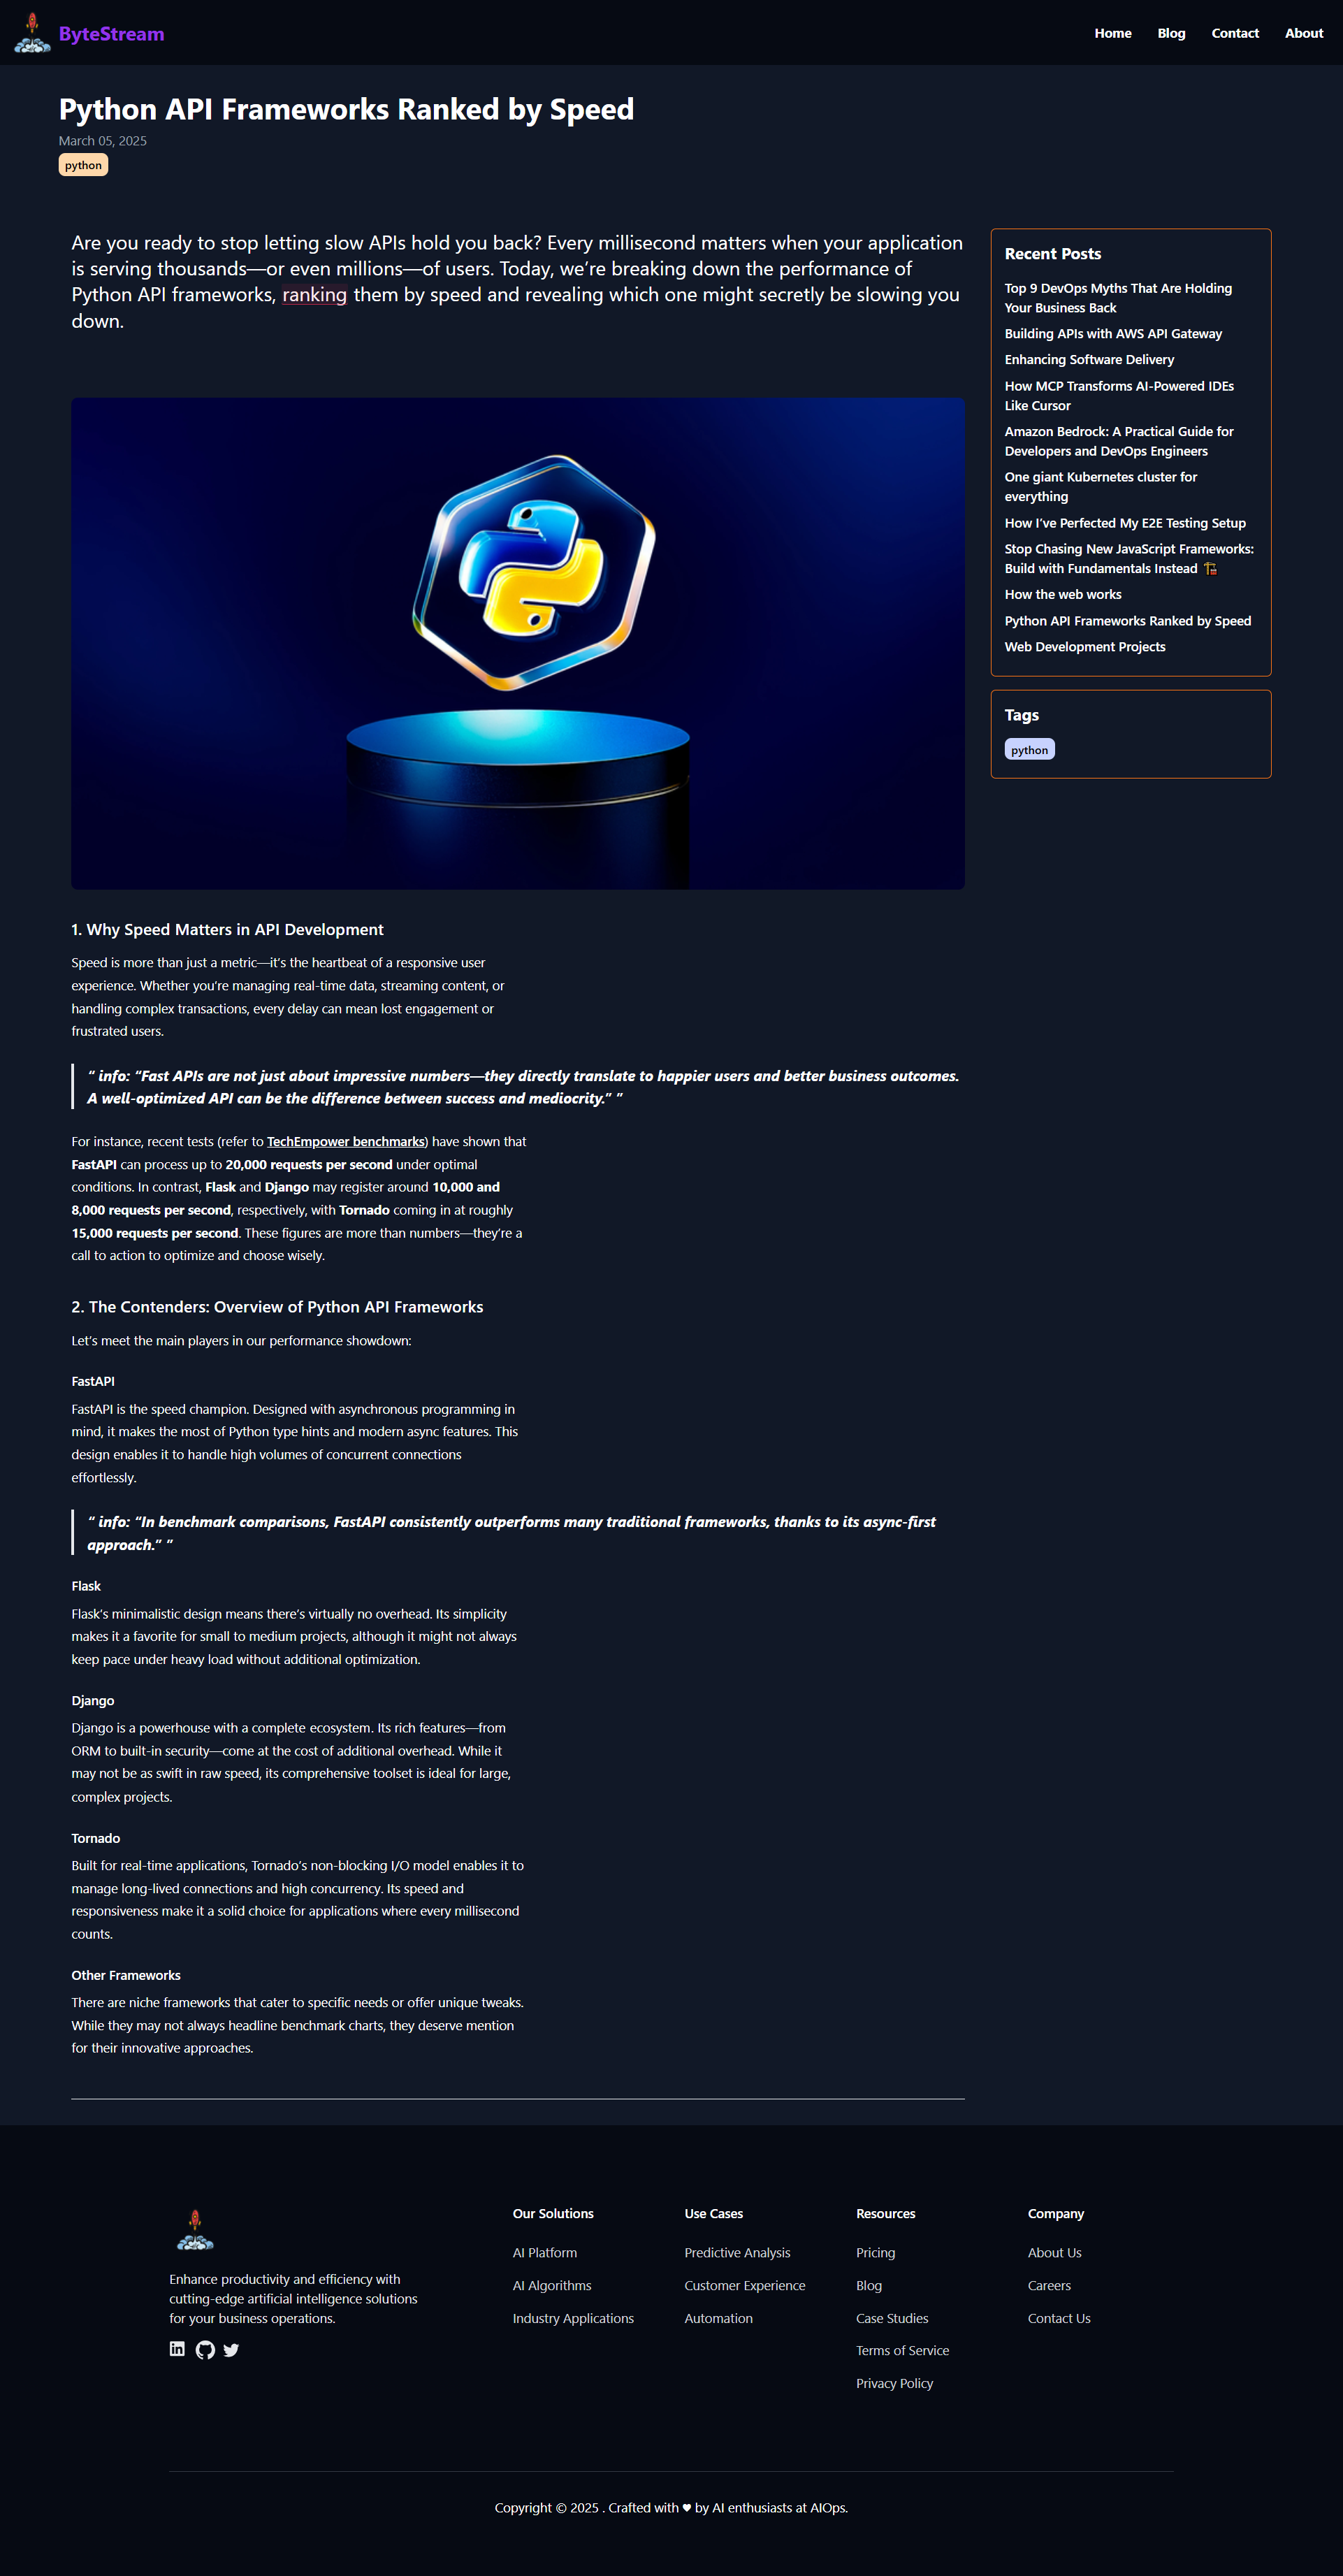 ByteStream
Home Blog Contact About
Python API Frameworks Ranked by Speed
March 05, 2025
python
Are you ready to stop letting slow APIs hold you back? Every millisecond matters when your application
is serving thousands—or even millions—of users. Today, we’re breaking down the performance of
Python API frameworks, ranking them by speed and revealing which one might secretly be slowing you
down.
Recent Posts
Top 9 DevOps Myths That Are Holding
Your Business Back
Building APIs with AWS API Gateway
Enhancing Software Delivery
How MCP Transforms AI-Powered IDEs
Like Cursor
Amazon Bedrock: A Practical Guide for
Developers and DevOps Engineers
One giant Kubernetes cluster for
everything
How I’ve Perfected My E2E Testing Setup
Stop Chasing New JavaScript Frameworks:
Build with Fundamentals Instead 🏗️
How the web works
Python API Frameworks Ranked by Speed
Web Development Projects
Tags
python
1. Why Speed Matters in API Development
Speed is more than just a metric—it’s the heartbeat of a responsive user
experience. Whether you’re managing real-time data, streaming content, or
handling complex transactions, every delay can mean lost engagement or
frustrated users.
“ info: “Fast APIs are not just about impressive numbers—they directly translate to happier users and better business outcomes.
A well-optimized API can be the difference between success and mediocrity.” ”
For instance, recent tests (refer to TechEmpower benchmarks) have shown that
FastAPI can process up to 20,000 requests per second under optimal
conditions. In contrast, Flask and Django may register around 10,000 and
8,000 requests per second, respectively, with Tornado coming in at roughly
15,000 requests per second. These figures are more than numbers—they’re a
call to action to optimize and choose wisely.
2. The Contenders: Overview of Python API Frameworks
Let’s meet the main players in our performance showdown:
FastAPI
FastAPI is the speed champion. Designed with asynchronous programming in
mind, it makes the most of Python type hints and modern async features. This
design enables it to handle high volumes of concurrent connections
effortlessly.
“ info: “In benchmark comparisons, FastAPI consistently outperforms many traditional frameworks, thanks to its async-first
approach.” ”
Flask
Flask’s minimalistic design means there’s virtually no overhead. Its simplicity
makes it a favorite for small to medium projects, although it might not always
keep pace under heavy load without additional optimization.
Django
Django is a powerhouse with a complete ecosystem. Its rich features—from
ORM to built-in security—come at the cost of additional overhead. While it
may not be as swift in raw speed, its comprehensive toolset is ideal for large,
complex projects.
Tornado
Built for real-time applications, Tornado’s non-blocking I/O model enables it to
manage long-lived connections and high concurrency. Its speed and
responsiveness make it a solid choice for applications where every millisecond
counts.
Other Frameworks
There are niche frameworks that cater to specific needs or offer unique tweaks.
While they may not always headline benchmark charts, they deserve mention
for their innovative approaches.
Enhance productivity and efficiency with
cutting-edge artificial intelligence solutions
for your business operations.
Our Solutions
AI Platform
AI Algorithms
Industry Applications
Use Cases
Predictive Analysis
Customer Experience
Automation
Resources
Pricing
Blog
Case Studies
Terms of Service
Privacy Policy
Company
About Us
Careers
Contact Us
Copyright © 2025 . Crafted with ♥ by AI enthusiasts at AIOps.